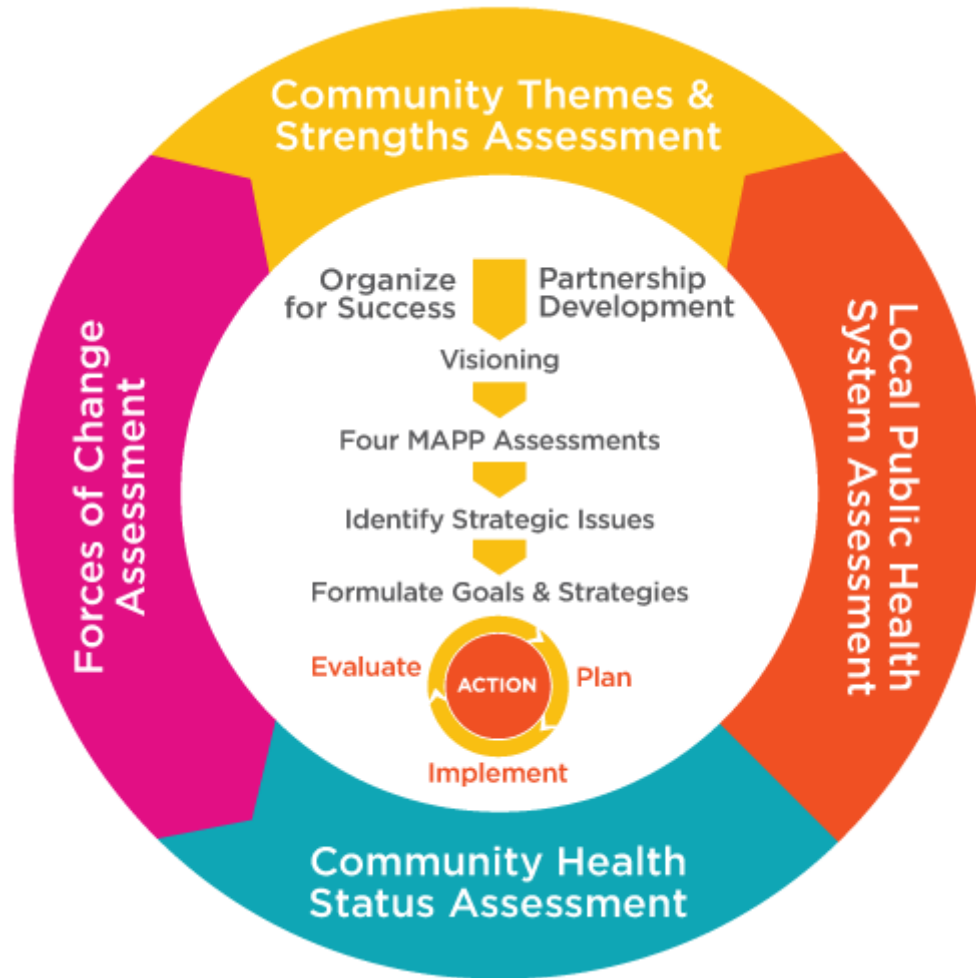 Community Themes &
Strengths Assessment
Local Public Health
System Assessment
Community Health
Status Assessment
Forces of Change
Assessment
Organize
for Success
Partnership
Development
Visioning
Four MAPP Assessments
Identify Strategic Issues
Formulate Goals & Strategies
Evaluate
ACTION
Plan
Implement